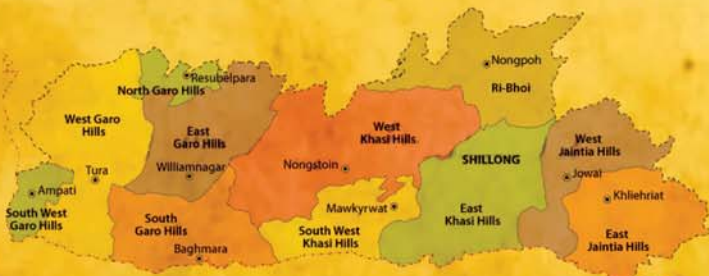 Nongpoh
Ri-Bhoi
Resubelpara
North Garo Hills
West Garo
Hills
East
Garo Hills
Williamnagar
Tura
Ampati
South West
Garo Hills
South
Garo Hills
Baghmara
West
Khasi Hills
Nongstoin
Mawkyrwat
South West
Khasi Hills
SHILLONG
East
Khasi Hills
West
Jaintia Hills
Jowai
Khliehriat
East
Jaintia Hills